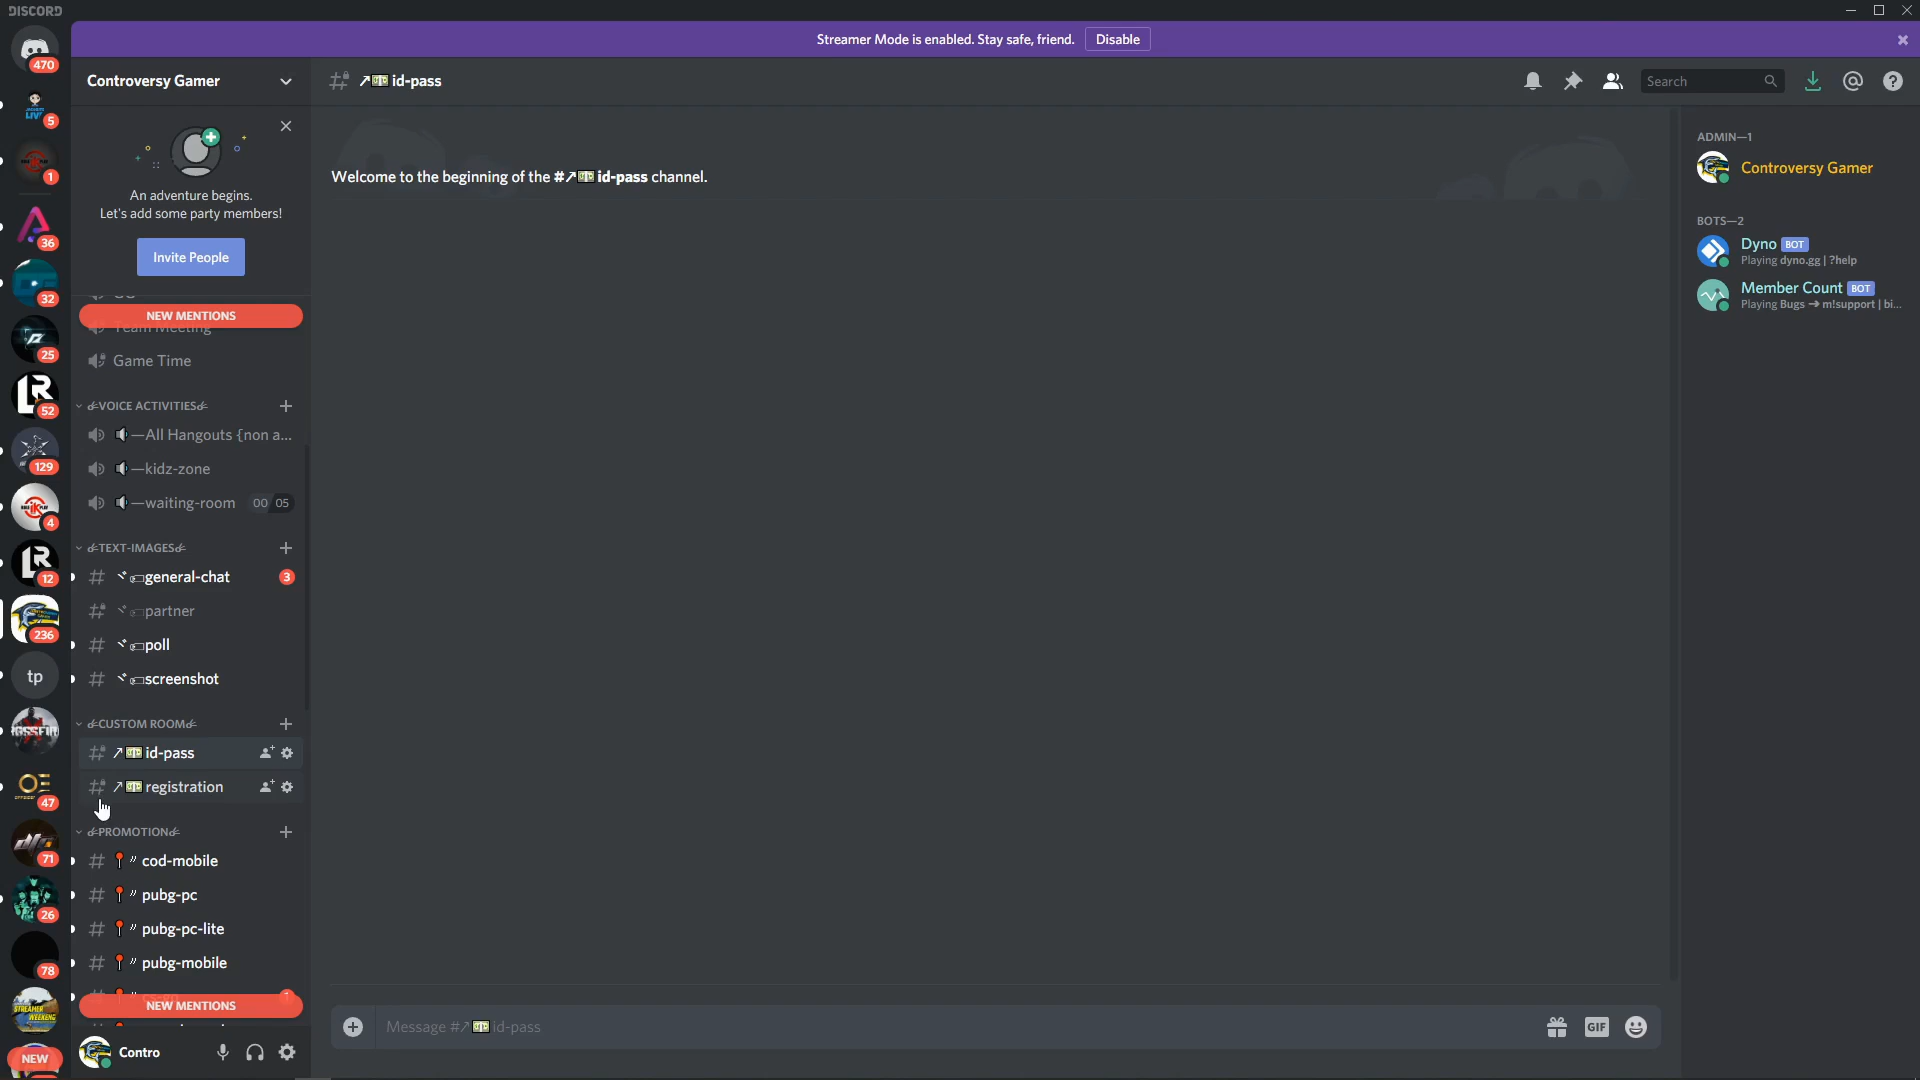 DISCORD
Streamer Mode is enabled. Stay safe, friend. Disable
Controversy Gamer
id-pass
Search
470
5
1
36
32
25
52
129
4
12
236
tp
47
71
26
78
NEW
An adventure begins.
Let's add some party members!
Invite People
NEW MENTIONS
Team Meeting
Game Time
VOICE ACTIVITIES
—All Hangouts {non a...
—kidz-zone
—waiting-room 00 05
TEXT-IMAGES
general-chat 3
partner
poll
screenshot
CUSTOM ROOM
id-pass
registration
PROMOTION
cod-mobile
pubg-pc
pubg-pc-lite
pubg-mobile
NEW MENTIONS
1
Contro
Welcome to the beginning of the #↗id-pass channel.
Message #↗id-pass
GIF
ADMIN—1
Controversy Gamer
BOTS—2
Dyno BOT
Playing dyno.gg | ?help
Member Count BOT
Playing Bugs ➔ m!support | bi...